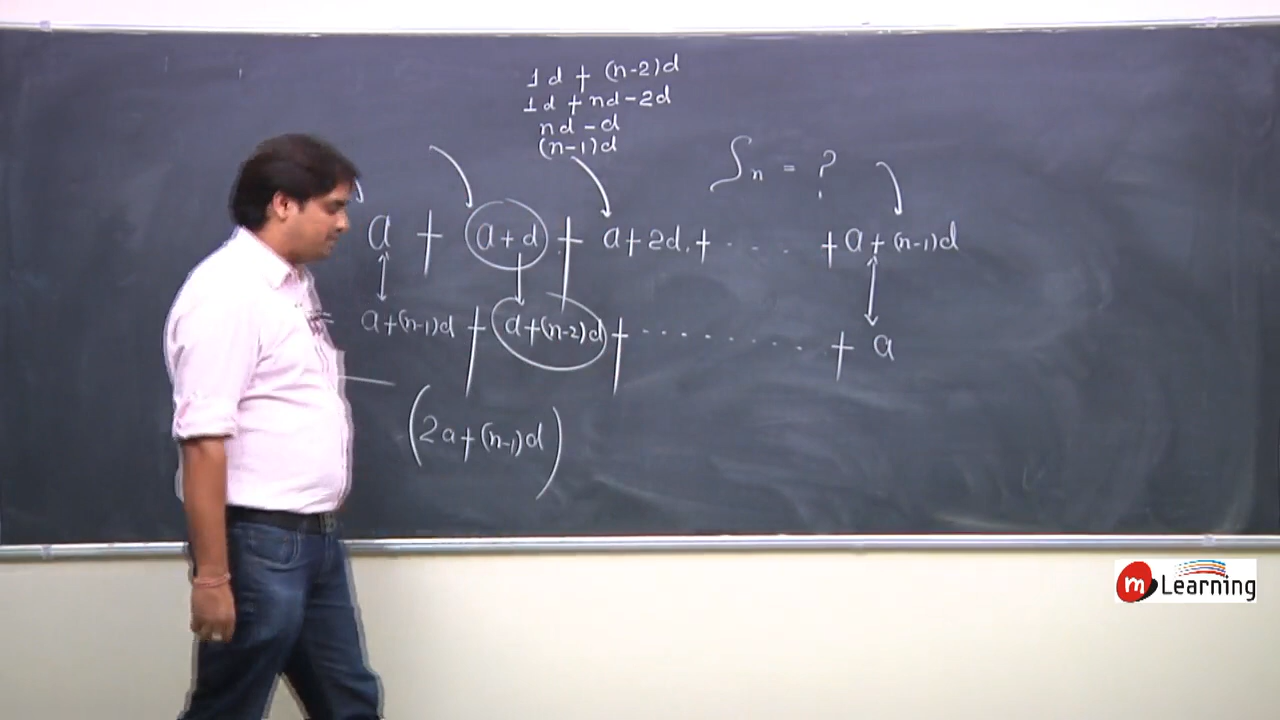 1d + (n-2)d
1d + nd - 2d
nd - d
(n-1)d
Sn = ?
a + a+d + a+2d + . . . . + a+(n-1)d
a+(n-1)d + a+(n-2)d + . . . . . . . . . + a
(2a+(n-1)d)
m Learning